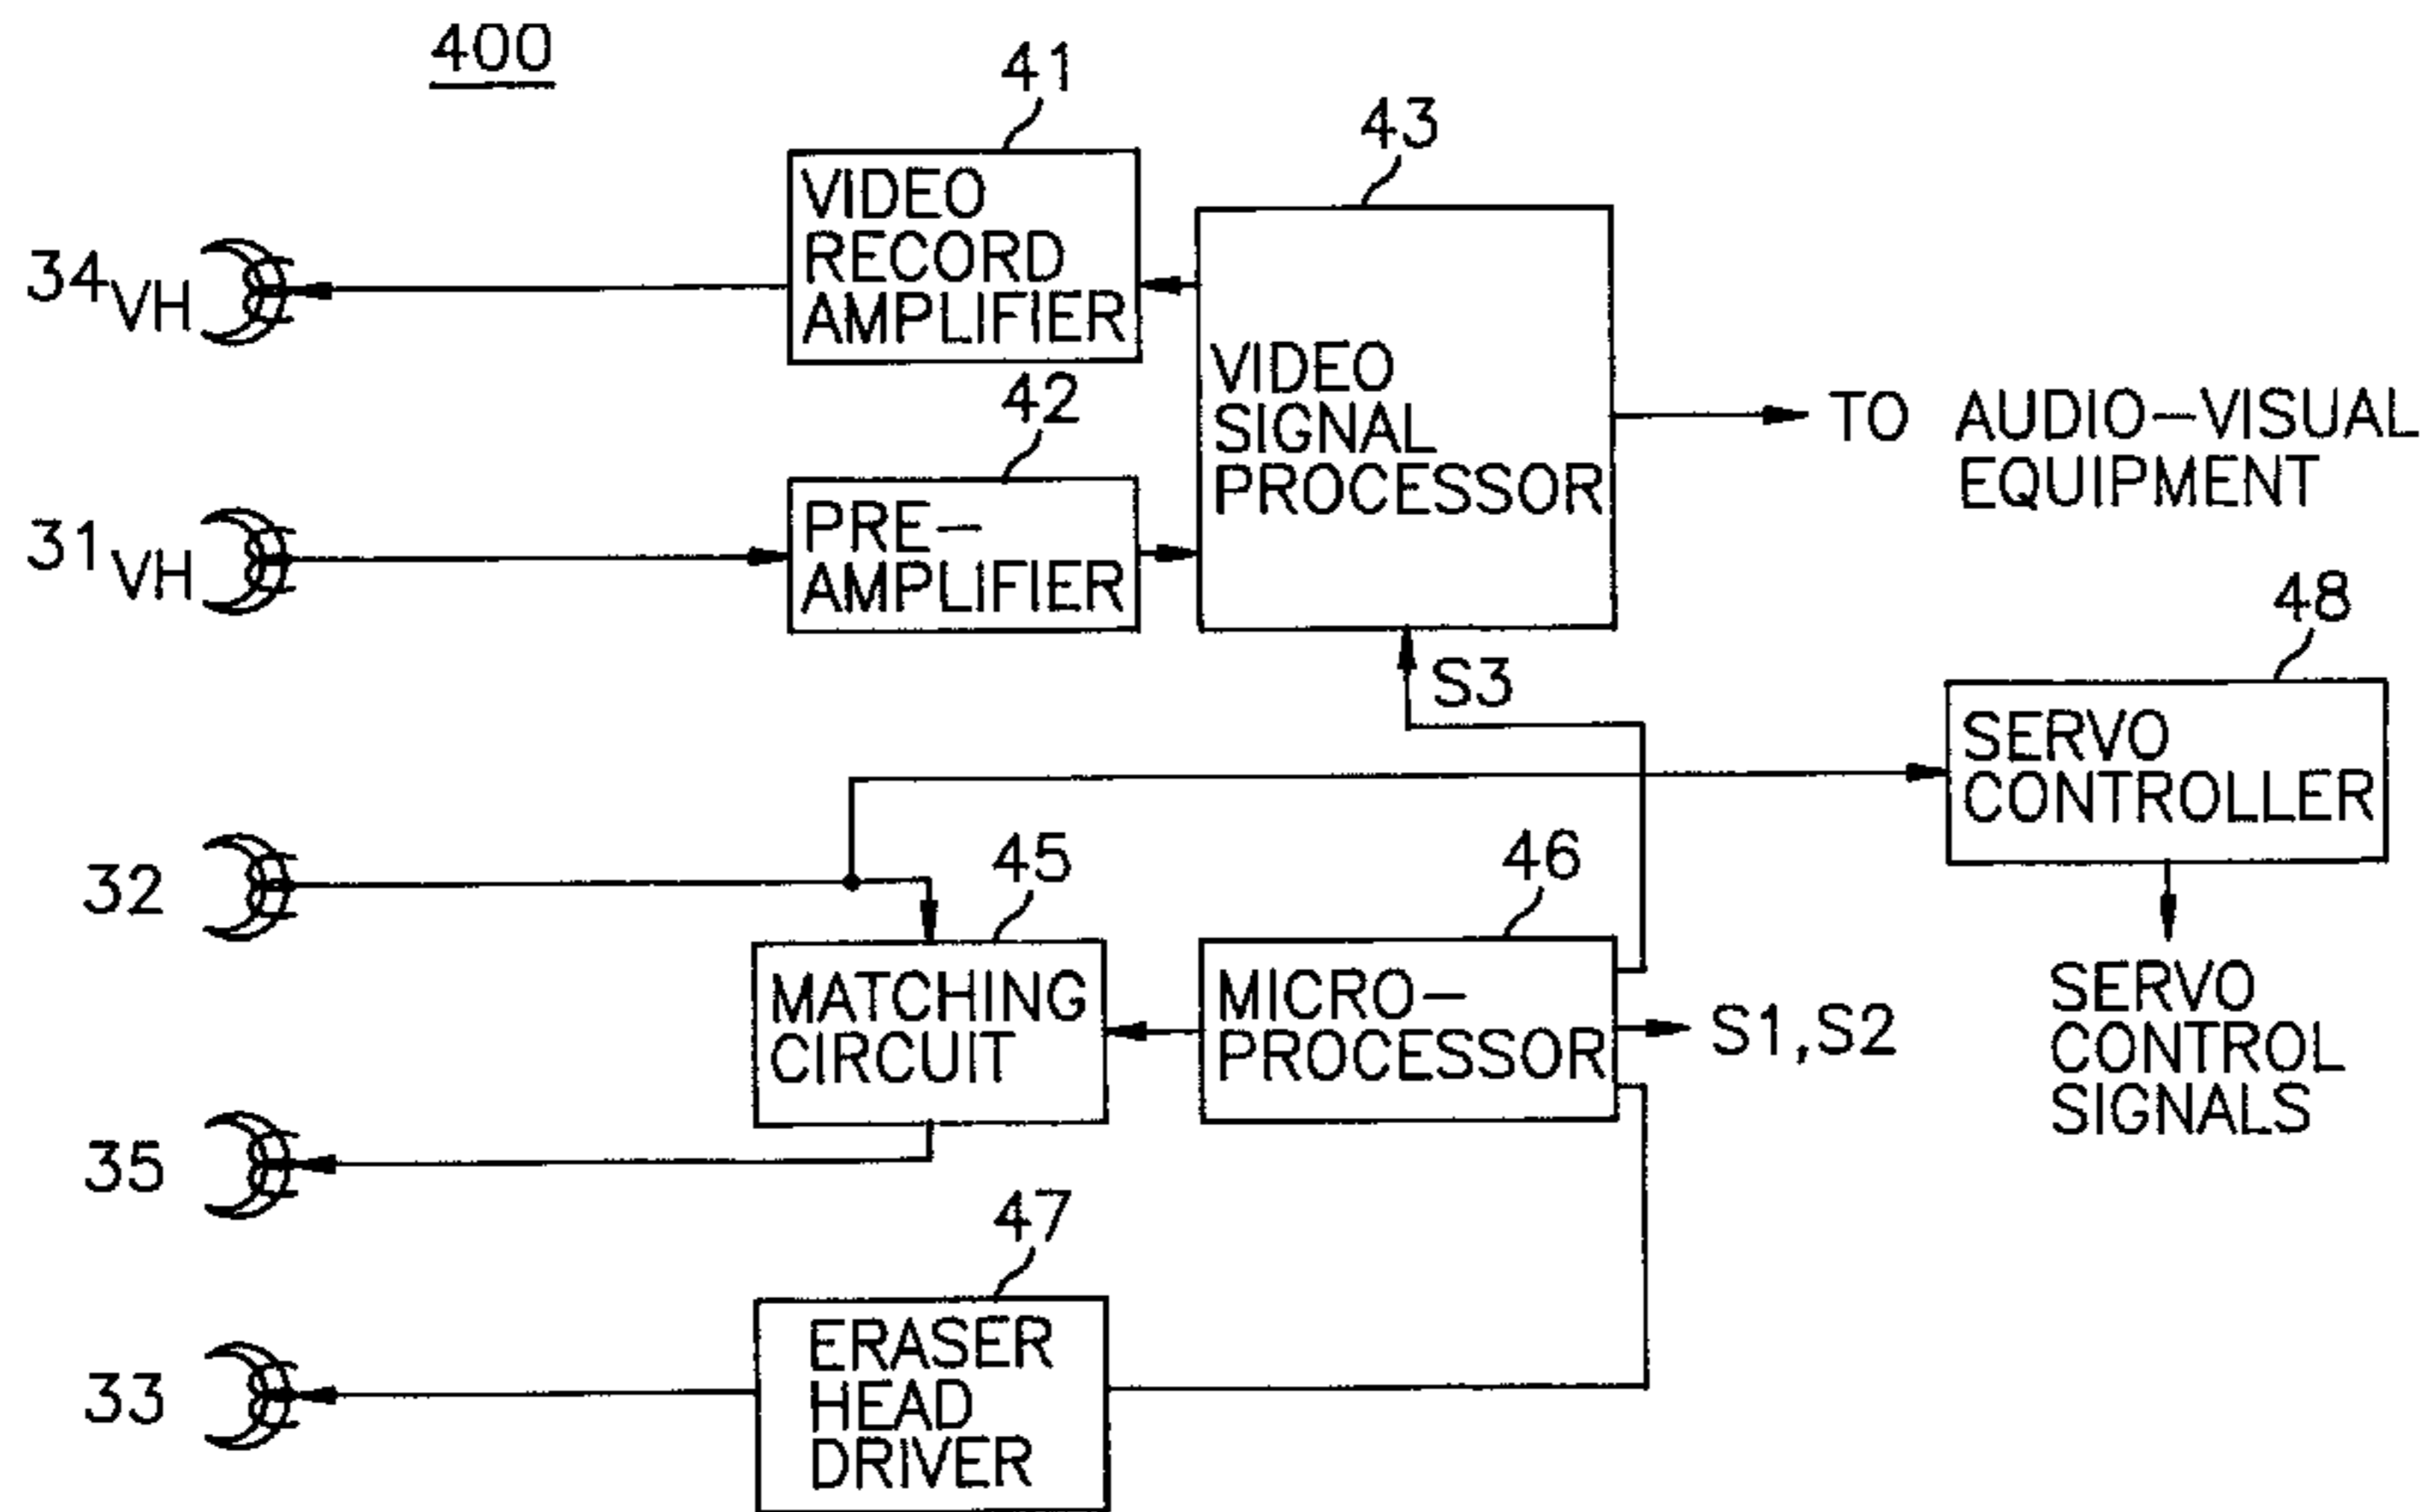 400
41
VIDEO
RECORD
AMPLIFIER
43
VIDEO
SIGNAL
PROCESSOR
34VH
42
PRE-
AMPLIFIER
31VH
TO AUDIO-VISUAL
EQUIPMENT
S3
48
SERVO
CONTROLLER
32
45
MATCHING
CIRCUIT
46
MICRO-
PROCESSOR
S1,S2
SERVO
CONTROL
SIGNALS
35
47
ERASER
HEAD
DRIVER
33